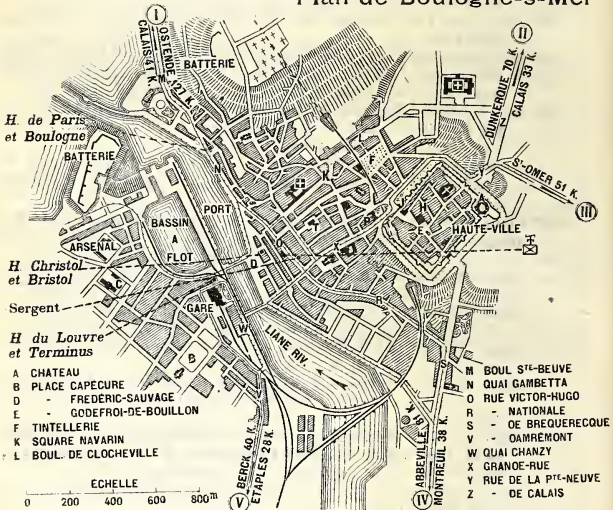 Plan de Boulogne-s-Mer
I
II
CALAIS 41 K.
OSTENDE 127 K.
BATTERIE
M
DUNKERQUE 70 K.
CALAIS 33 K.
H. de Paris
et Boulogne
BATTERIE
N
K
F
ST-OMER 51 K.
III
PORT
BASSIN
A
FLOT
H
E
HAUTE-VILLE
ARSENAL
C
H. Christol
et Bristol
D
O
Sergent
GARE
R
H du Louvre
et Terminus
W
LIANE RIV.
B
S
A CHATEAU
B PLACE CAPÉCURE
D - FREDÉRIC-SAUVAGE
E - GODEFROI-DE-BOUILLON
F TINTELLERIE
K SQUARE NAVARIN
L BOUL. DE CLOCHEVILLE
M BOUL STE-BEUVE
N QUAI GAMBETTA
O RUE VICTOR-HUGO
R - NATIONALE
S - DE BREQUERECQUE
V - DAMRÉMONT
W QUAI CHANZY
X GRANDE-RUE
Y RUE DE LA PTE-NEUVE
Z - DE CALAIS
BERCK 40 K.
ETAPLES 28 K.
V
ABBEVILLE 81 K.
MONTREUIL 38 K.
IV
ÉCHELLE
0 200 400 600 800m